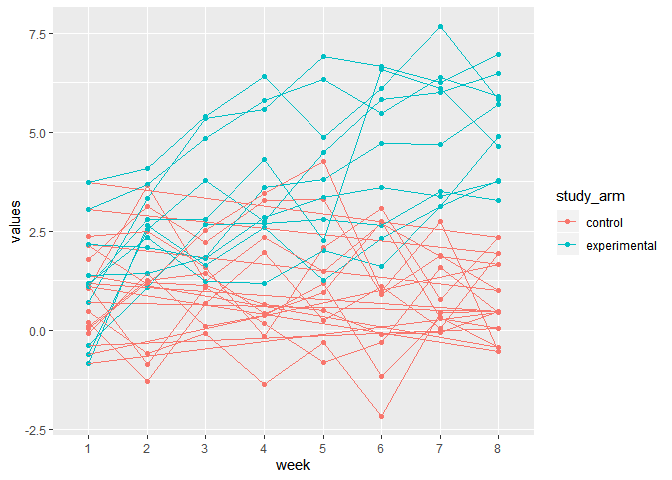 7.5
5.0
2.5
0.0
-2.5
values
1 2 3 4 5 6 7 8
week
study_arm
control
experimental